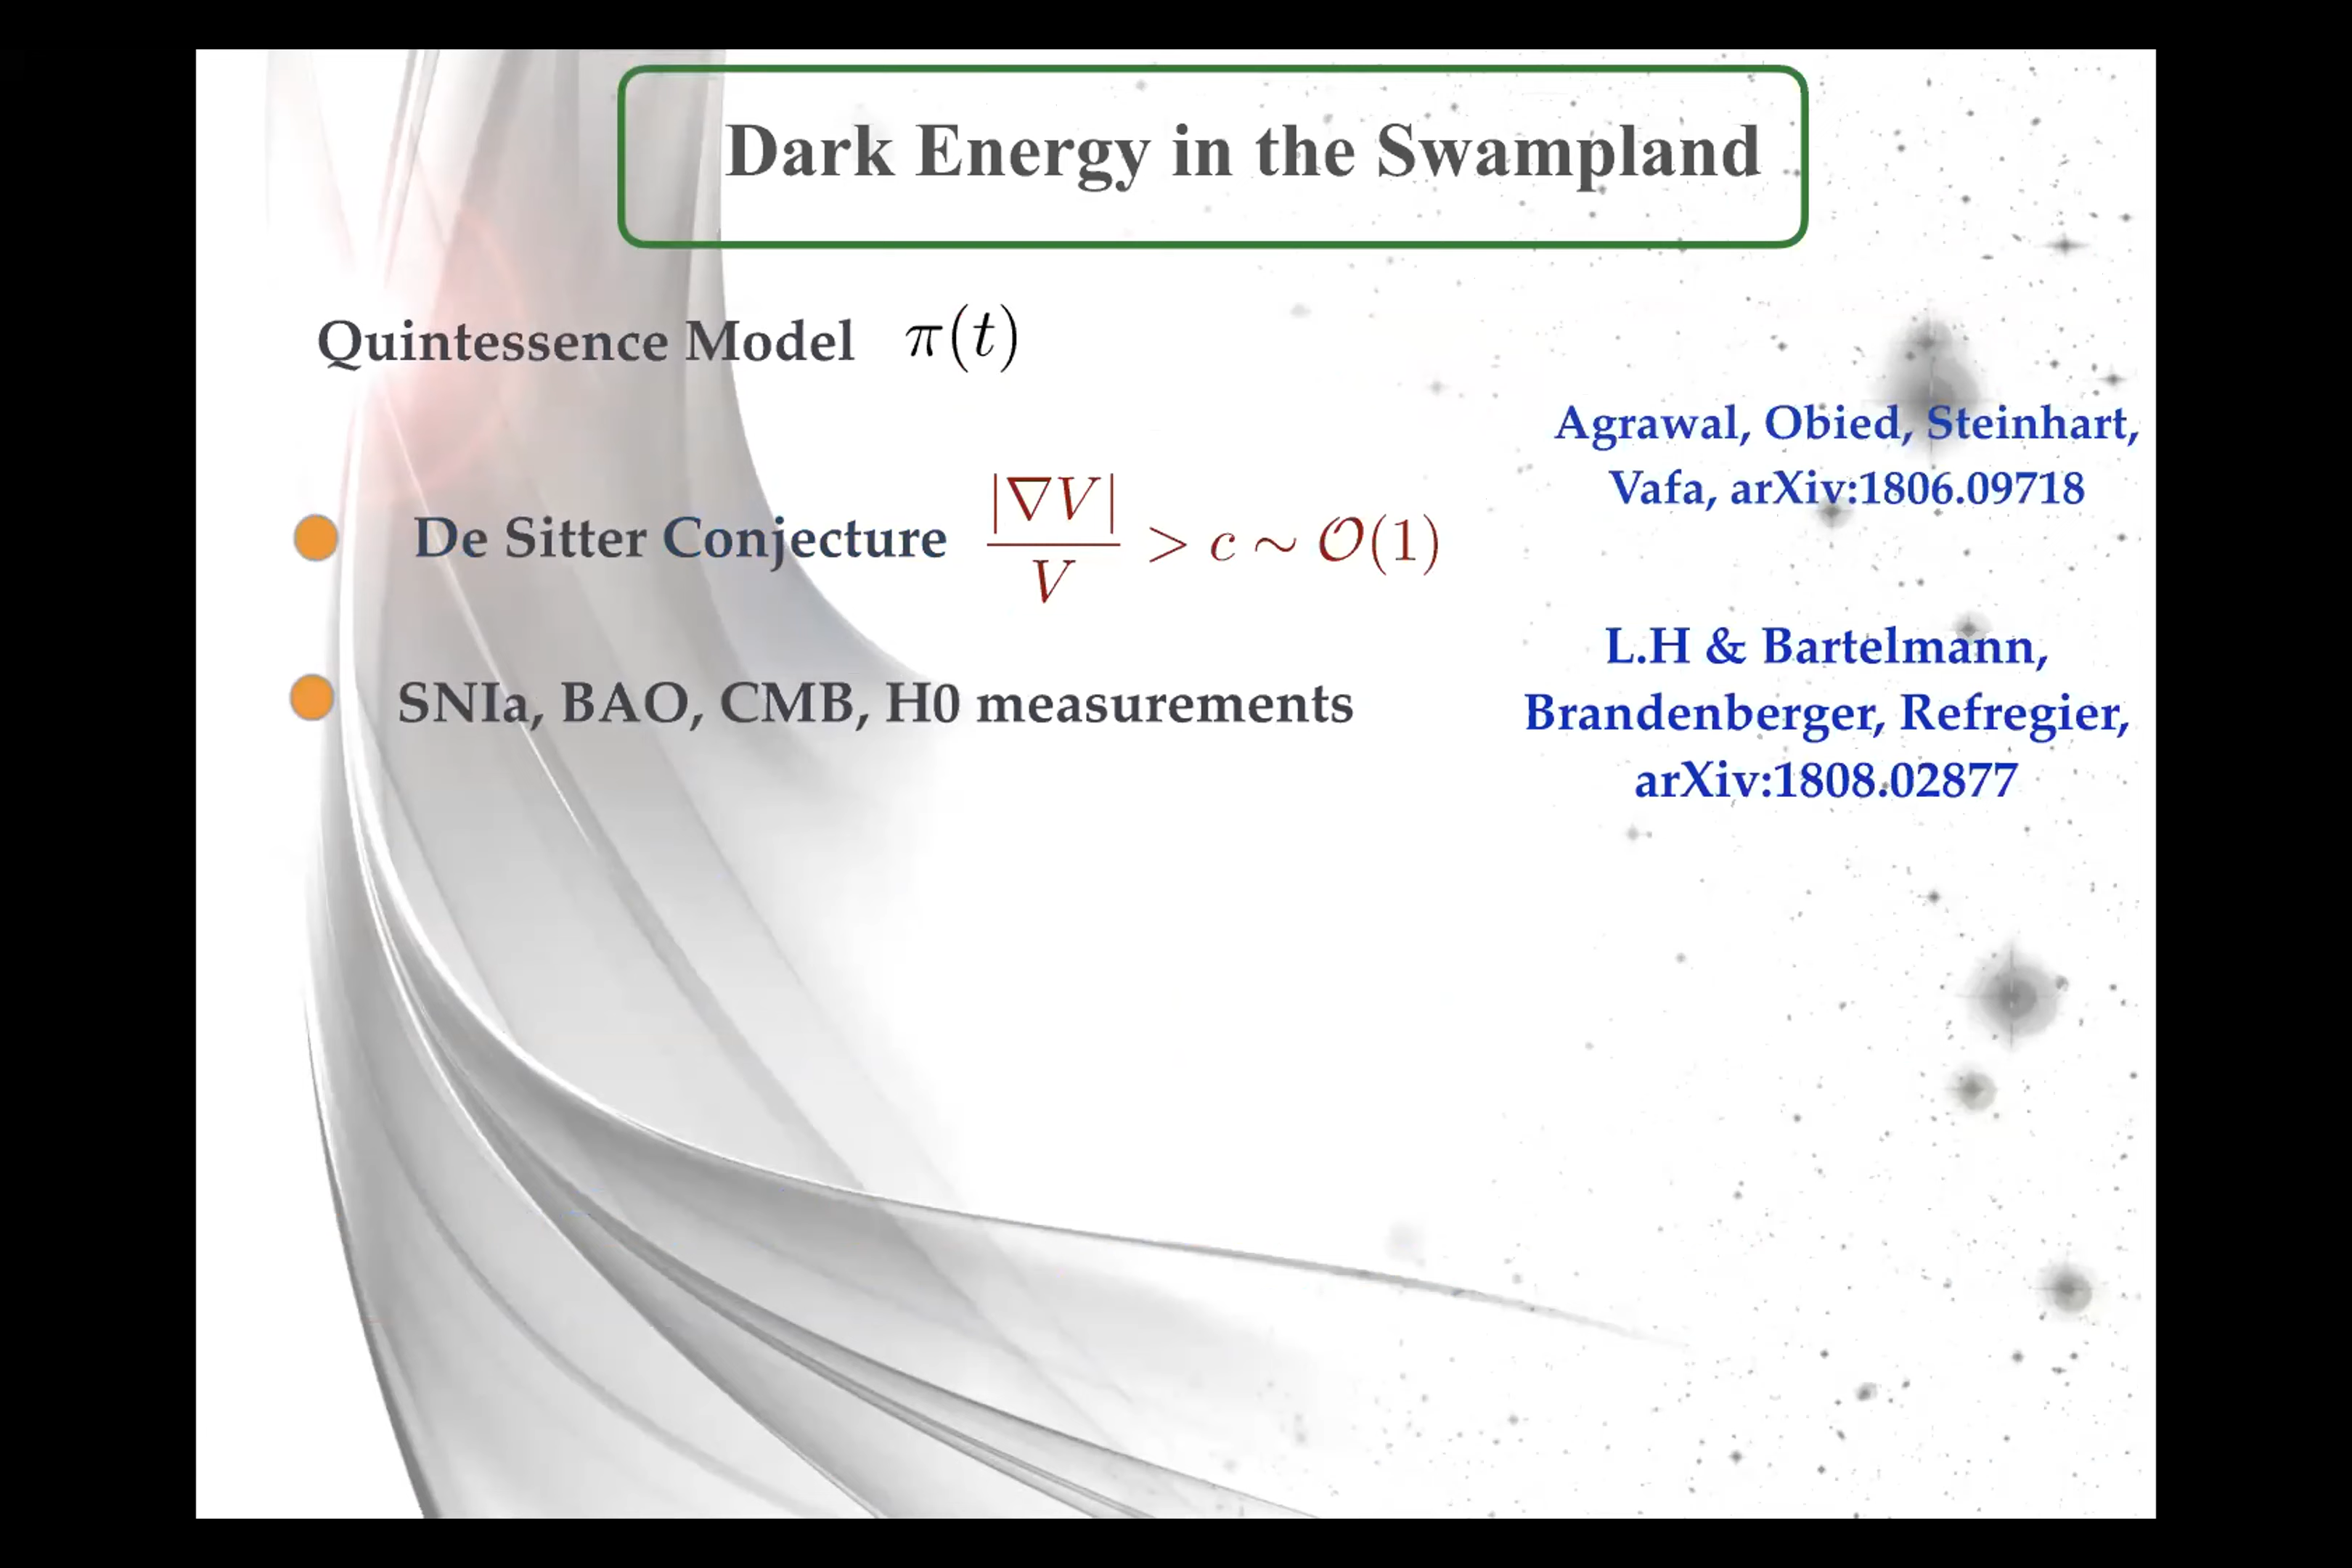 Dark Energy in the Swampland
Quintessence Model π(t)
Agrawal, Obied, Steinhart,
Vafa, arXiv:1806.09718
De Sitter Conjecture |∇V| / V > c ~ O(1)
L.H & Bartelmann,
Brandenberger, Refregier,
arXiv:1808.02877
SNIa, BAO, CMB, H0 measurements